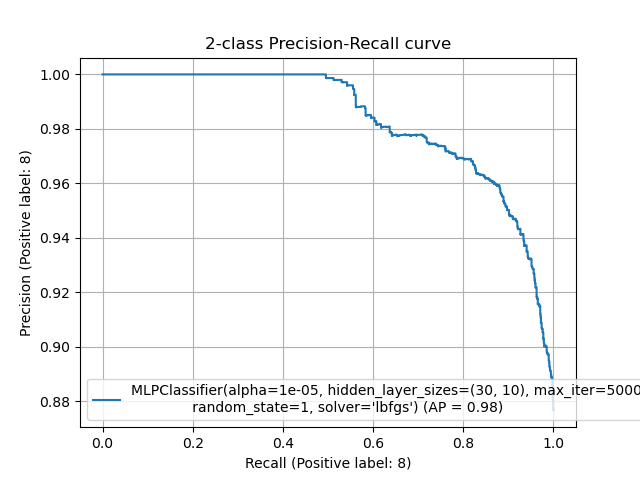 2-class Precision-Recall curve
1.00
0.98
0.96
0.94
0.92
0.90
0.88
Precision (Positive label: 8)
MLPClassifier(alpha=1e-05, hidden_layer_sizes=(30, 10), max_iter=5000
random_state=1, solver='lbfgs') (AP = 0.98)
0.0 0.2 0.4 0.6 0.8 1.0
Recall (Positive label: 8)